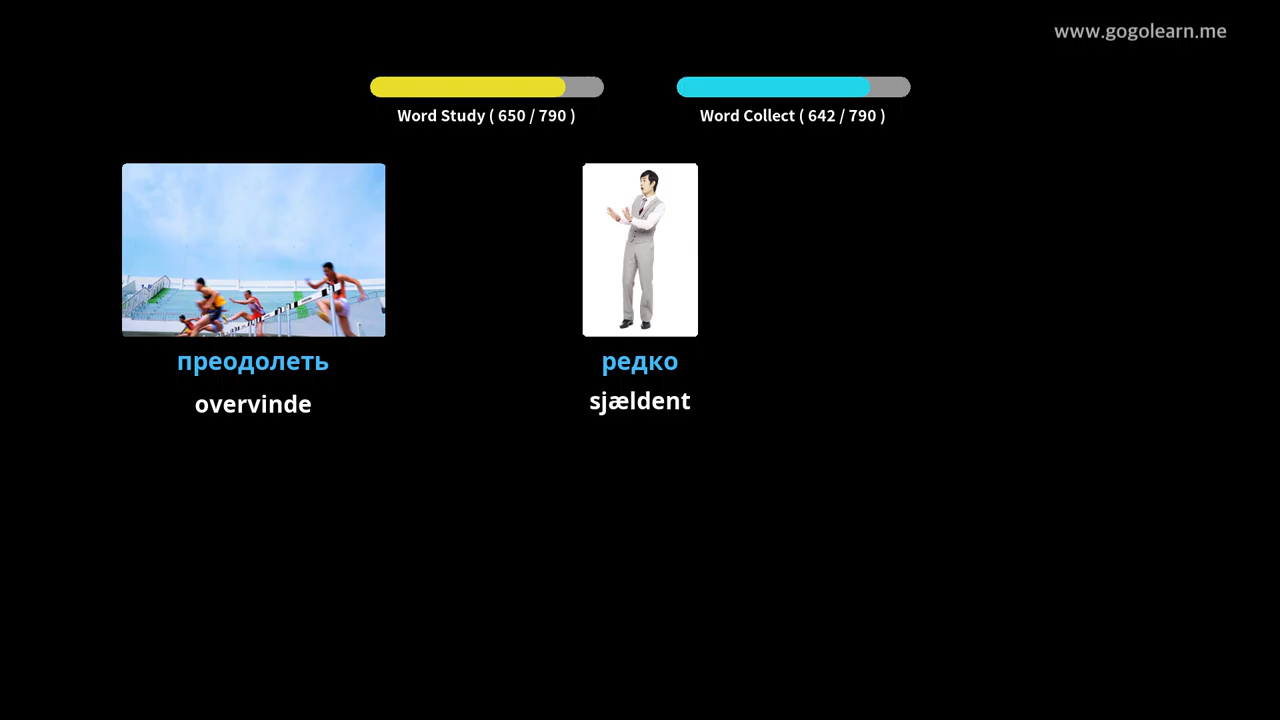 www.gogolearn.me
Word Study ( 650 / 790 )
Word Collect ( 642 / 790 )
преодолеть
overvinde
редко
sjældent